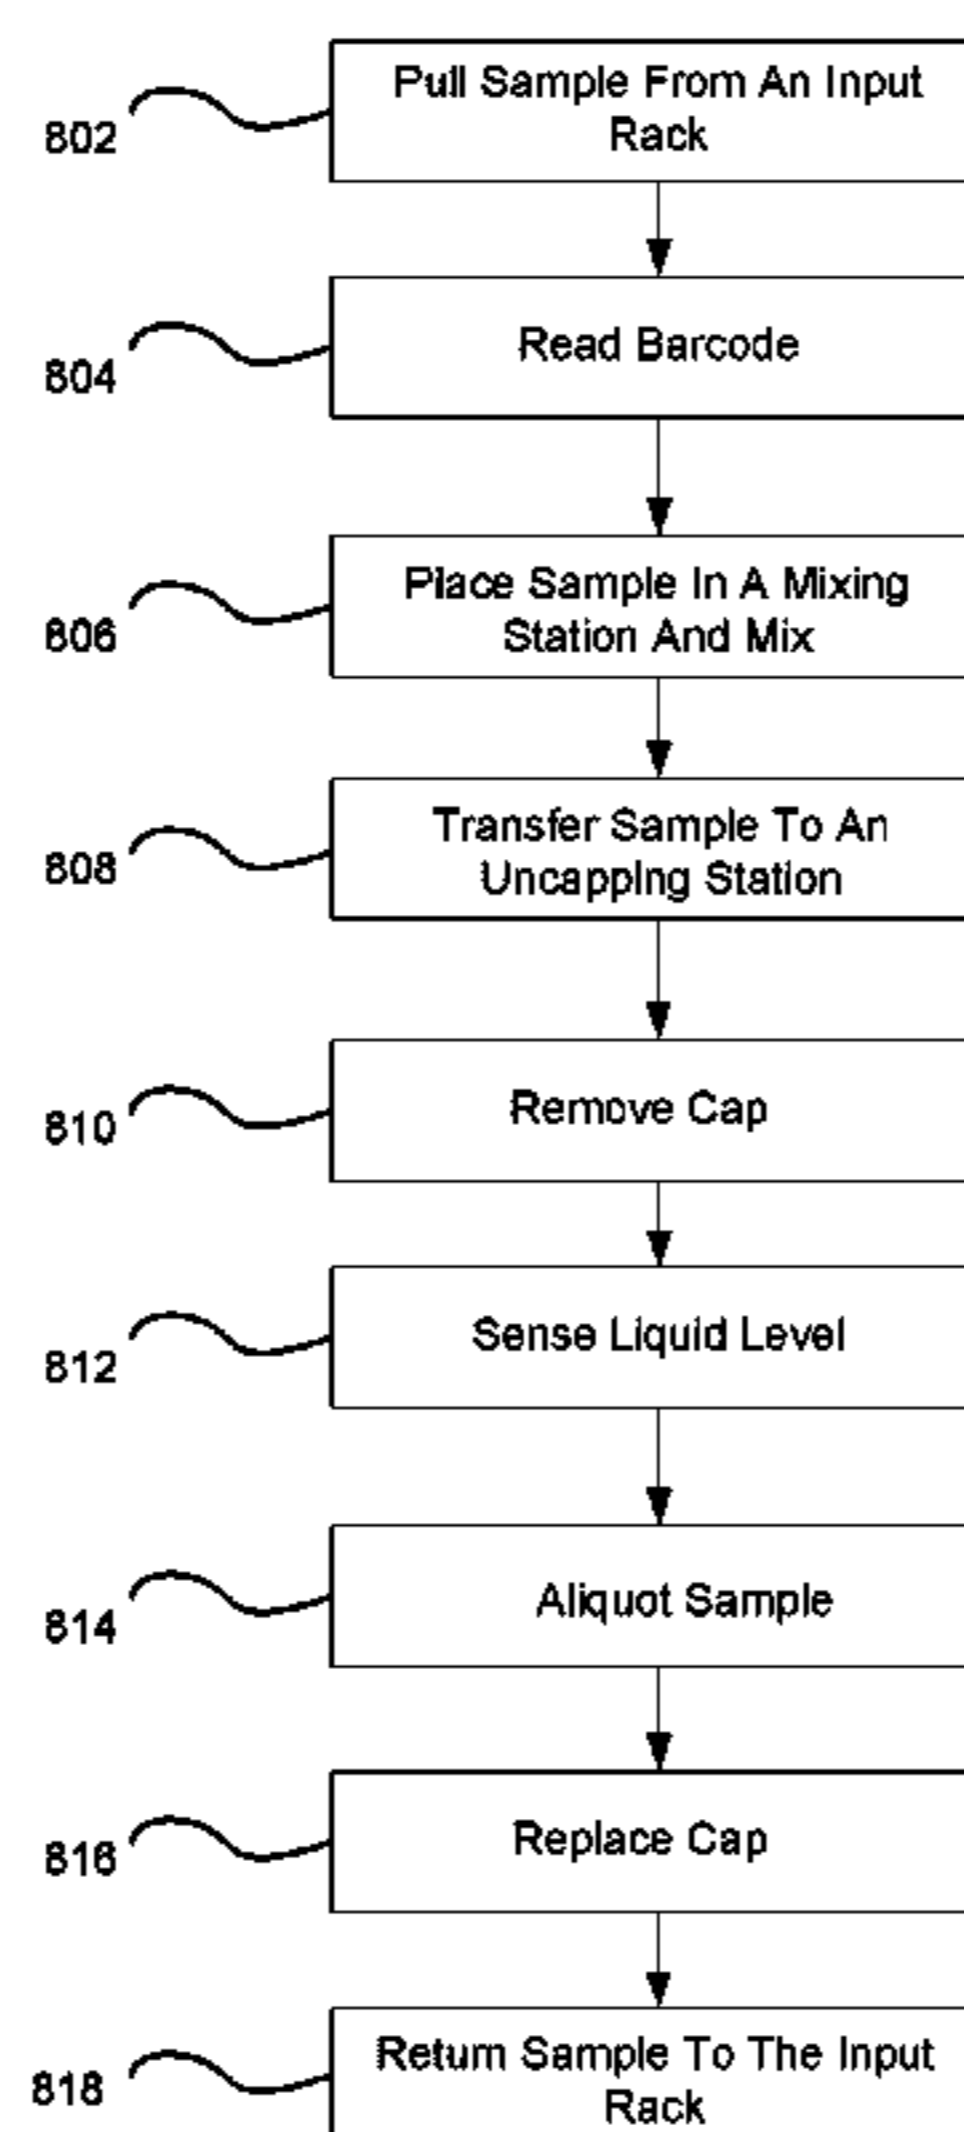 Pull Sample From An Input
Rack
802
Read Barcode
804
Place Sample In A Mixing
Station And Mix
806
Transfer Sample To An
Uncapping Station
808
Remove Cap
810
Sense Liquid Level
812
Aliquot Sample
814
Replace Cap
816
Return Sample To The Input
Rack
818